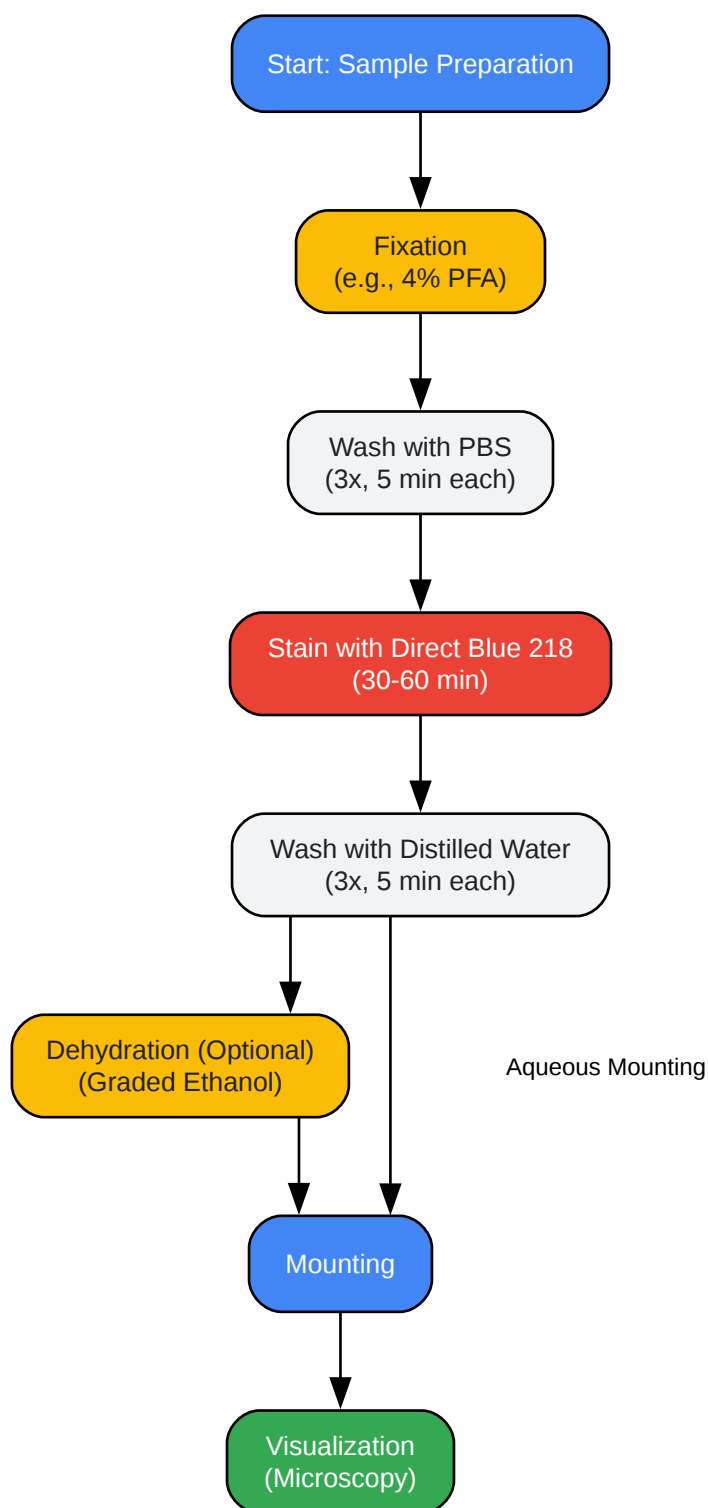 Start: Sample Preparation
Fixation
(e.g., 4% PFA)
Wash with PBS
(3x, 5 min each)
Stain with Direct Blue 218
(30-60 min)
Wash with Distilled Water
(3x, 5 min each)
Dehydration (Optional)
(Graded Ethanol)
Aqueous Mounting
Mounting
Visualization
(Microscopy)